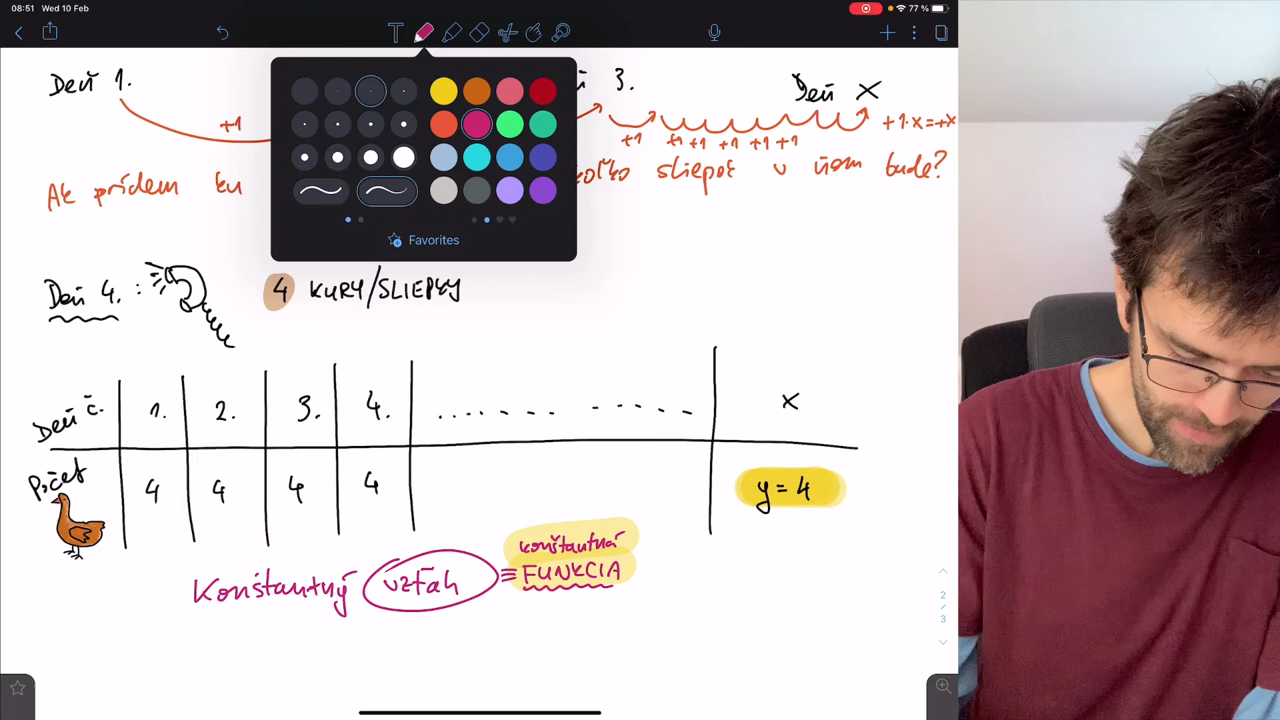 08:51 Wed 10 Feb
77 %
Deň 1.
3.
Deň x
+1
+1
+1 +1 +1 +1 +1
+1·x=+x
Ak prídem ku
koľko sliepok v ňom bude?
Favorites
Deň 4. :
4 KURY/SLIEPKY
Deň č. 1. 2. 3. 4. ........ ........ x
Počet 4 4 4 4 y = 4
konštantná
Konštantný vzťah ≡ FUNKCIA
2
/
3